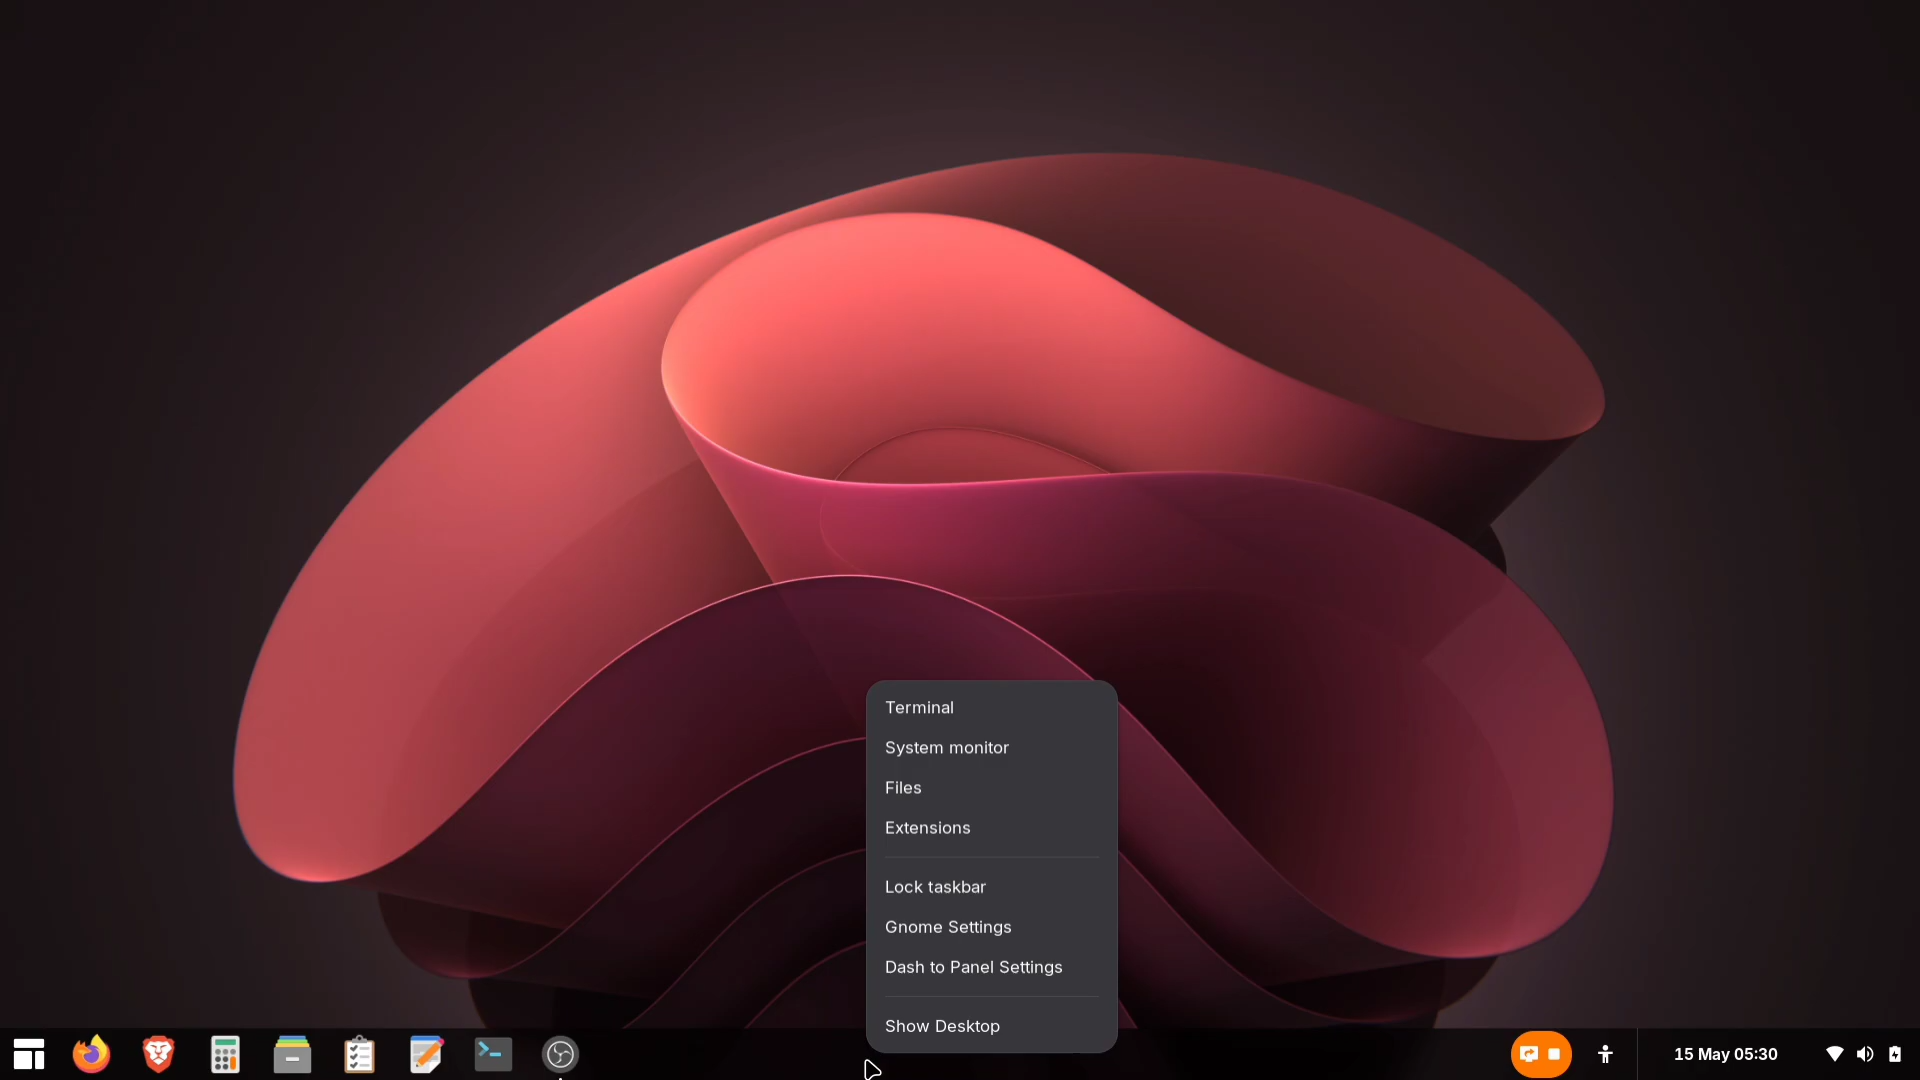 Terminal
System monitor
Files
Extensions
Lock taskbar
Gnome Settings
Dash to Panel Settings
Show Desktop
15 May 05:30